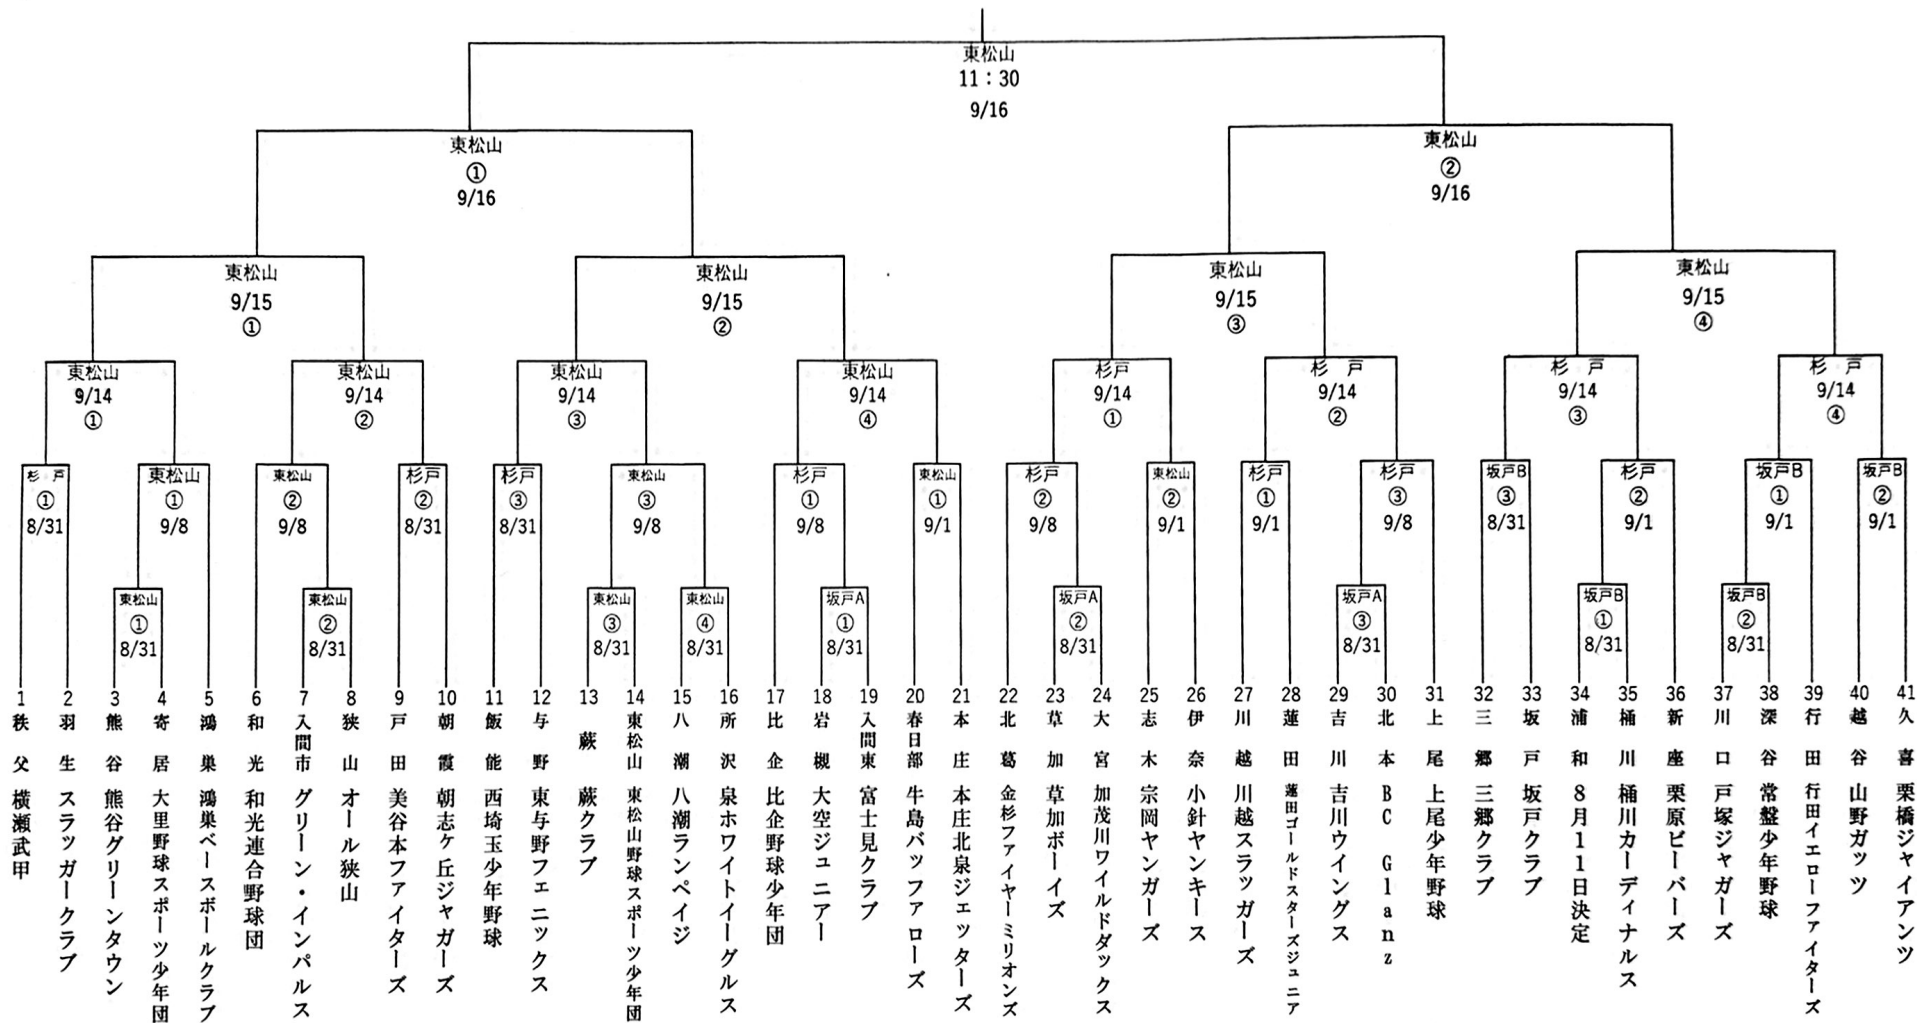 東松山
11：30
9/16
東松山
①
9/16
東松山
②
9/16
東松山
9/15
①
東松山
9/15
②
東松山
9/15
③
東松山
9/15
④
東松山
9/14
①
東松山
9/14
②
東松山
9/14
③
東松山
9/14
④
杉戸
9/14
①
杉　戸
9/14
②
杉　戸
9/14
③
杉　戸
9/14
④
杉　戸
①
8/31
東松山
①
9/8
東松山
②
9/8
杉戸
②
8/31
杉戸
③
8/31
東松山
③
9/8
杉戸
①
9/8
東松山
①
9/1
杉戸
②
9/8
東松山
②
9/1
杉戸
①
9/1
杉戸
③
9/8
坂戸B
③
8/31
杉戸
②
9/1
坂戸B
①
9/1
坂戸B
②
9/1
東松山
①
8/31
東松山
②
8/31
東松山
③
8/31
東松山
④
8/31
坂戸A
①
8/31
坂戸A
②
8/31
坂戸A
③
8/31
坂戸B
①
8/31
坂戸B
②
8/31
1 秩父 横瀬武甲
2 羽生 スラッガークラブ
3 熊谷 熊谷グリーンタウン
4 寄居 大里野球スポーツ少年団
5 鴻巣 鴻巣ベースボールクラブ
6 和光 和光連合野球団
7 入間市 グリーン・インパルス
8 狭山 オール狭山
9 戸田 美谷本ファイターズ
10 朝霞 朝志ヶ丘ジャガーズ
11 飯能 西埼玉少年野球
12 与野 東与野フェニックス
13 蕨 蕨クラブ
14 東松山 東松山野球スポーツ少年団
15 八潮 八潮ランペイジ
16 所沢 泉ホワイトイーグルス
17 比企 比企野球少年団
18 岩槻 大空ジュニアー
19 入間東 富士見クラブ
20 春日部 牛島バッファローズ
21 本庄 本庄北泉ジェッターズ
22 北葛 金杉ファイヤーミリオンズ
23 草加 草加ボーイズ
24 大宮 加茂川ワイルドダックス
25 志木 宗岡ヤンガーズ
26 伊奈 小針ヤンキース
27 川越 川越スラッガーズ
28 蓮田 蓮田ゴールドスターズジュニア
29 吉川 吉川ウイングス
30 北本 BC Glanz
31 上尾 上尾少年野球
32 三郷 三郷クラブ
33 坂戸 坂戸クラブ
34 浦和 8月11日決定
35 桶川 桶川カーディナルス
36 新座 栗原ビーバーズ
37 川口 戸塚ジャガーズ
38 深谷 常盤少年野球
39 行田 行田イエローファイターズ
40 越谷 山野ガッツ
41 久喜 栗橋ジャイアンツ